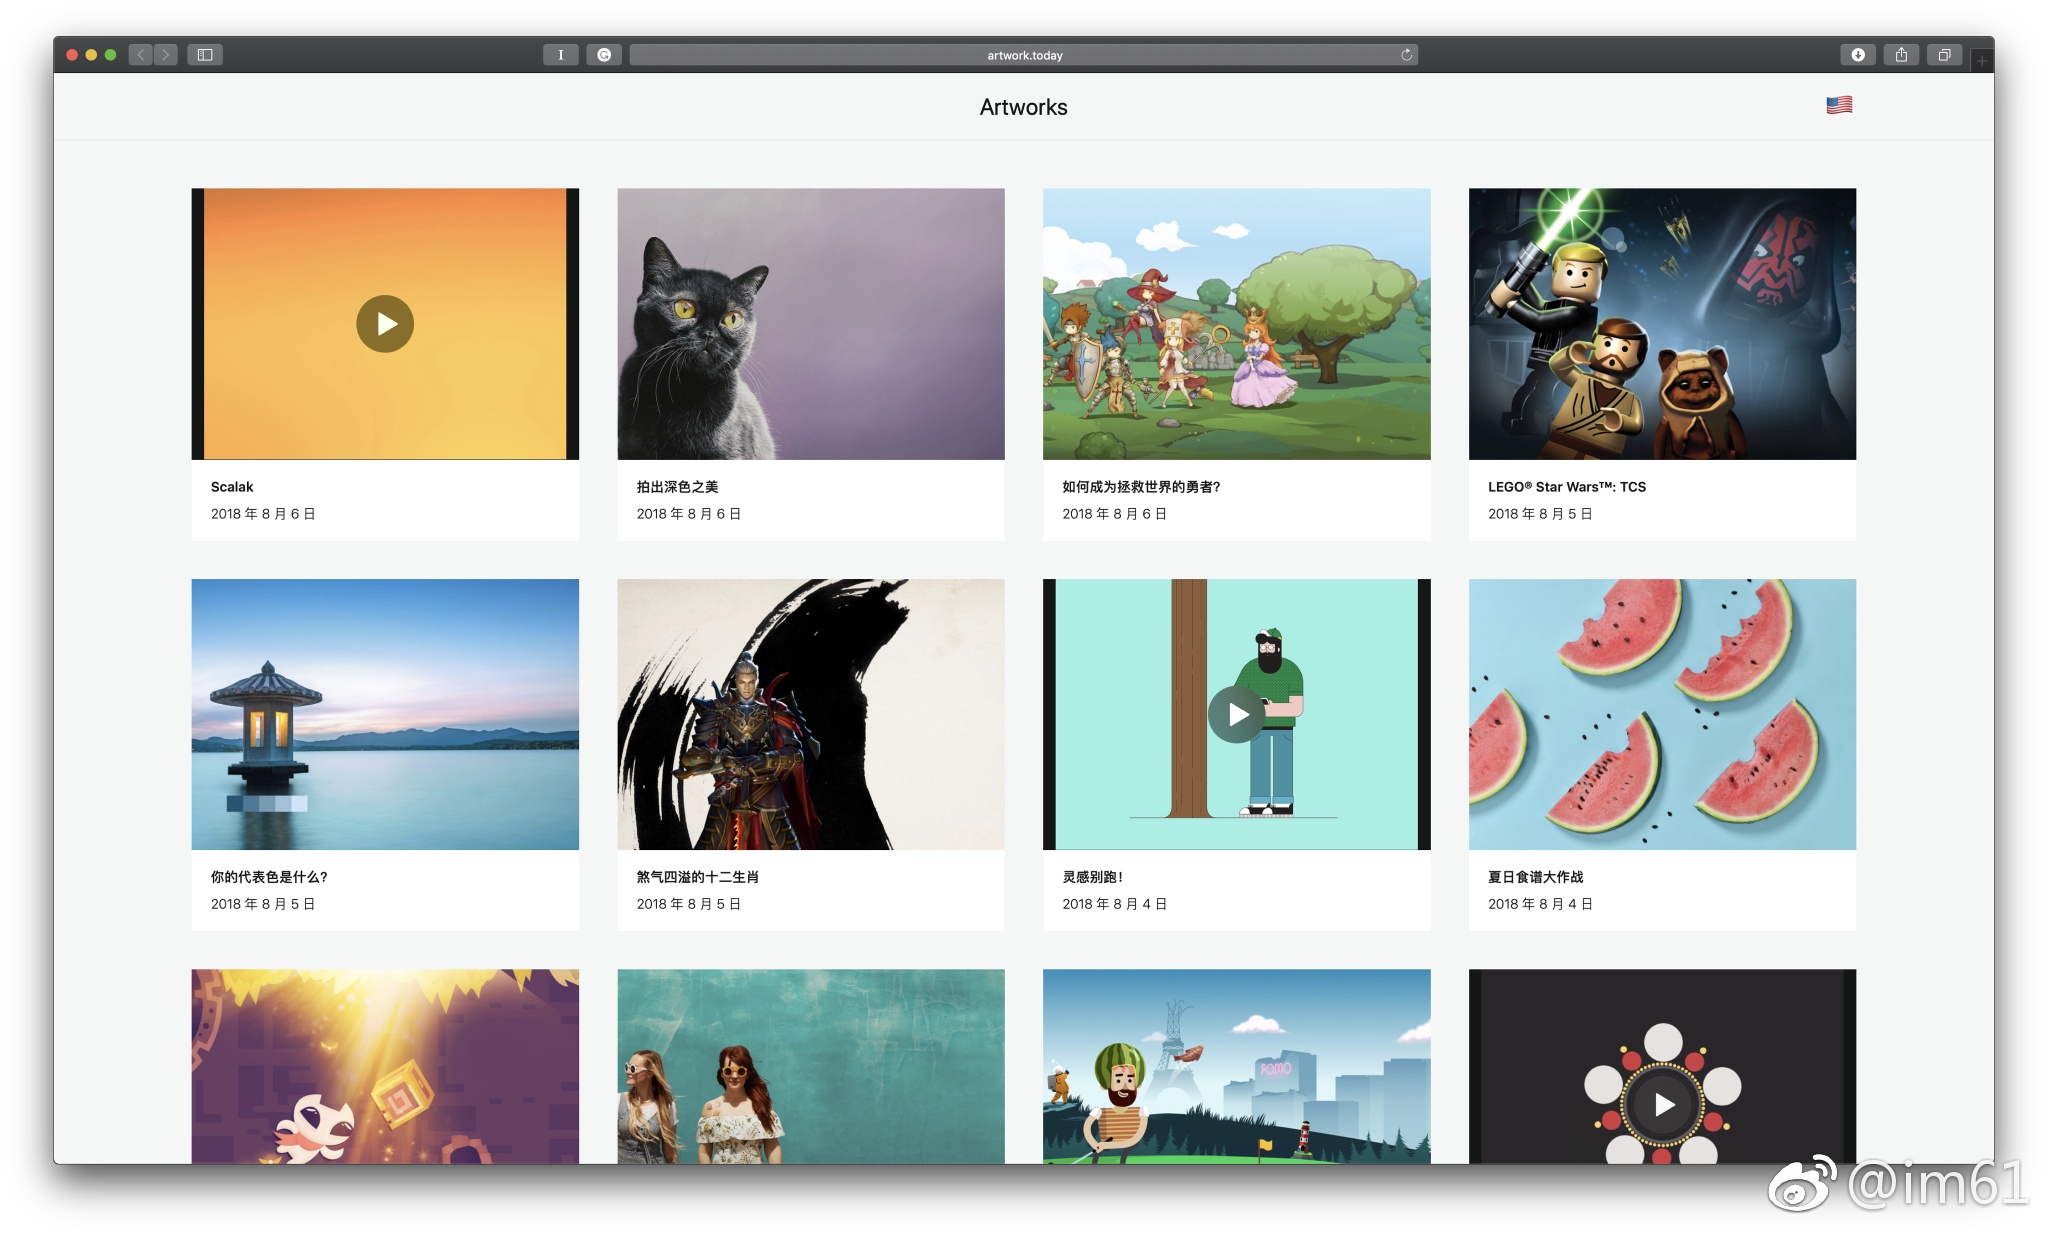 artwork.today
Artworks
Scalak
2018 年 8 月 6 日
拍出深色之美
2018 年 8 月 6 日
如何成为拯救世界的勇者?
2018 年 8 月 6 日
LEGO® Star Wars™: TCS
2018 年 8 月 5 日
你的代表色是什么?
2018 年 8 月 5 日
煞气四溢的十二生肖
2018 年 8 月 5 日
灵感别跑!
2018 年 8 月 4 日
夏日食谱大作战
2018 年 8 月 4 日
FOMO
@im61